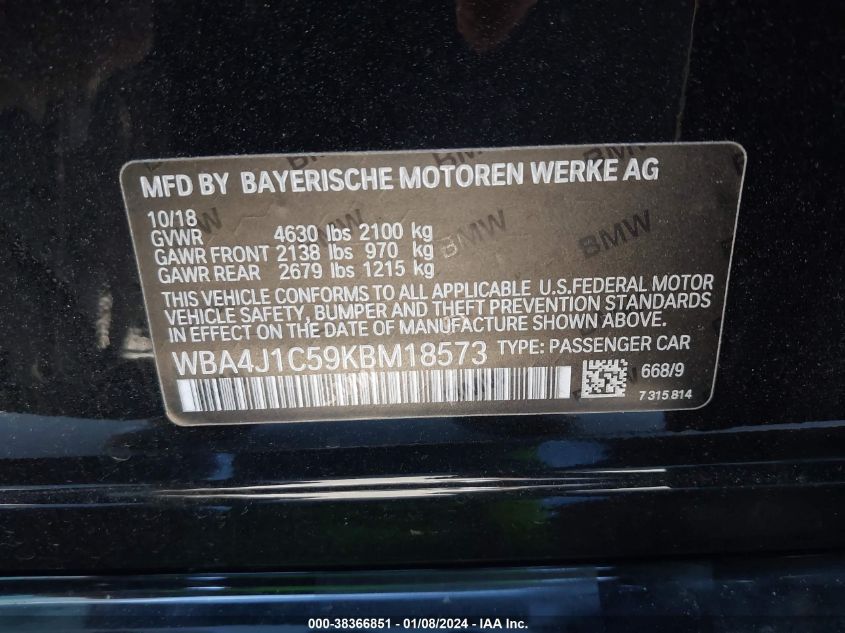 MFD BY BAYERISCHE MOTOREN WERKE AG
10/18
GVWR 4630 lbs 2100 kg
GAWR FRONT 2138 lbs 970 kg
GAWR REAR 2679 lbs 1215 kg
THIS VEHICLE CONFORMS TO ALL APPLICABLE U.S.FEDERAL MOTOR
VEHICLE SAFETY, BUMPER AND THEFT PREVENTION STANDARDS
IN EFFECT ON THE DATE OF MANUFACTURE SHOWN ABOVE.
WBA4J1C59KBM18573 TYPE: PASSENGER CAR
668/9
7 315 814
BMW
BMW
000-38366851 | 01/08/2024 - IAA Inc.